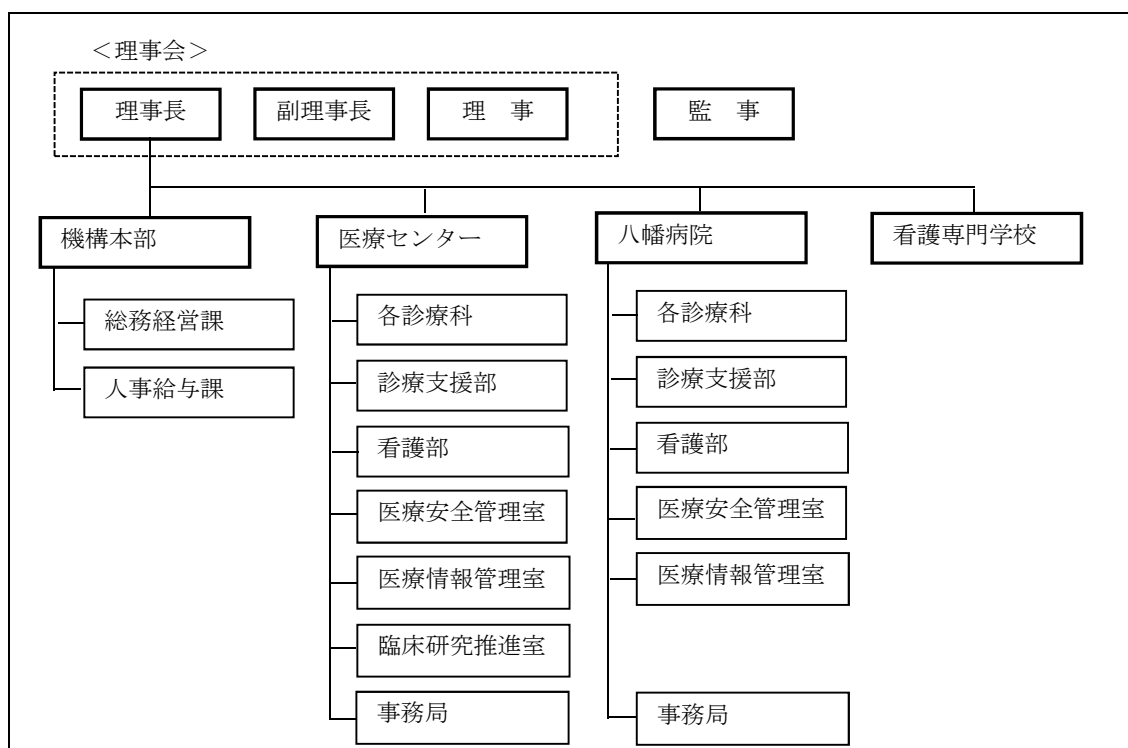 ＜理事会＞
理事長
副理事長
理　事
監　事
機構本部
医療センター
八幡病院
看護専門学校
総務経営課
人事給与課
各診療科
診療支援部
看護部
医療安全管理室
医療情報管理室
臨床研究推進室
事務局
各診療科
診療支援部
看護部
医療安全管理室
医療情報管理室
事務局